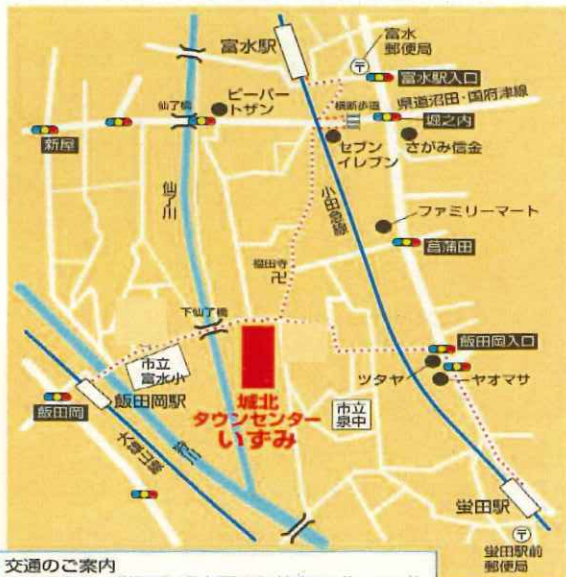 富水駅
富水
郵便局
富水駅入口
県道沼田・国府津線
横断歩道
堀之内
ビーバー
トザン
仙了橋
新屋
セブン
イレブン
さがみ信金
小田急線
ファミリーマート
菖蒲田
福田寺
下仙了橋
飯田岡入口
市立
富水小
飯田岡駅
飯田岡
城北
タウンセンター
いずみ
ツタヤ
ヤオマサ
市立
泉中
狩川
大雄山線
蛍田駅
蛍田駅前
郵便局
交通のご案内